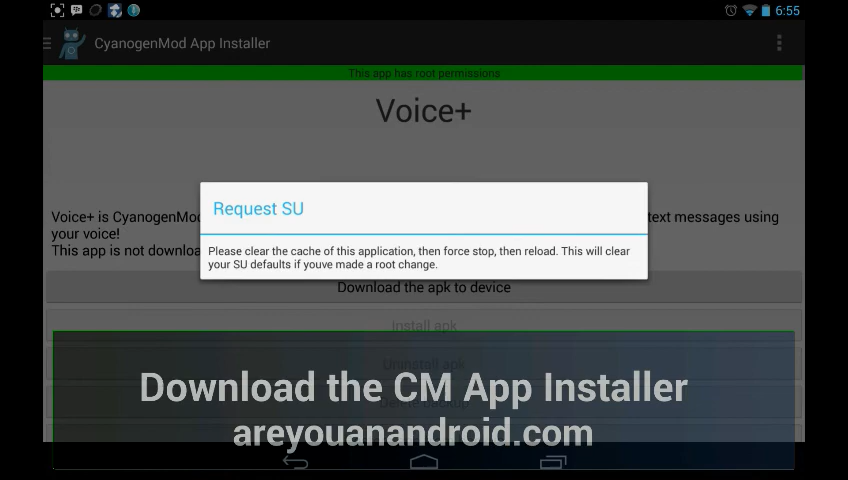 6:55
CyanogenMod App Installer
This app has root permissions
Voice+
Request SU
Voice+ is CyanogenMod text messages using
your voice!
Please clear the cache of this application, then force stop, then reload. This will clear
your SU defaults if youve made a root change.
This app is not downloa
Download the apk to device
Install apk
Uninstall apk
Delete backup
Download the CM App Installer
areyouanandroid.com